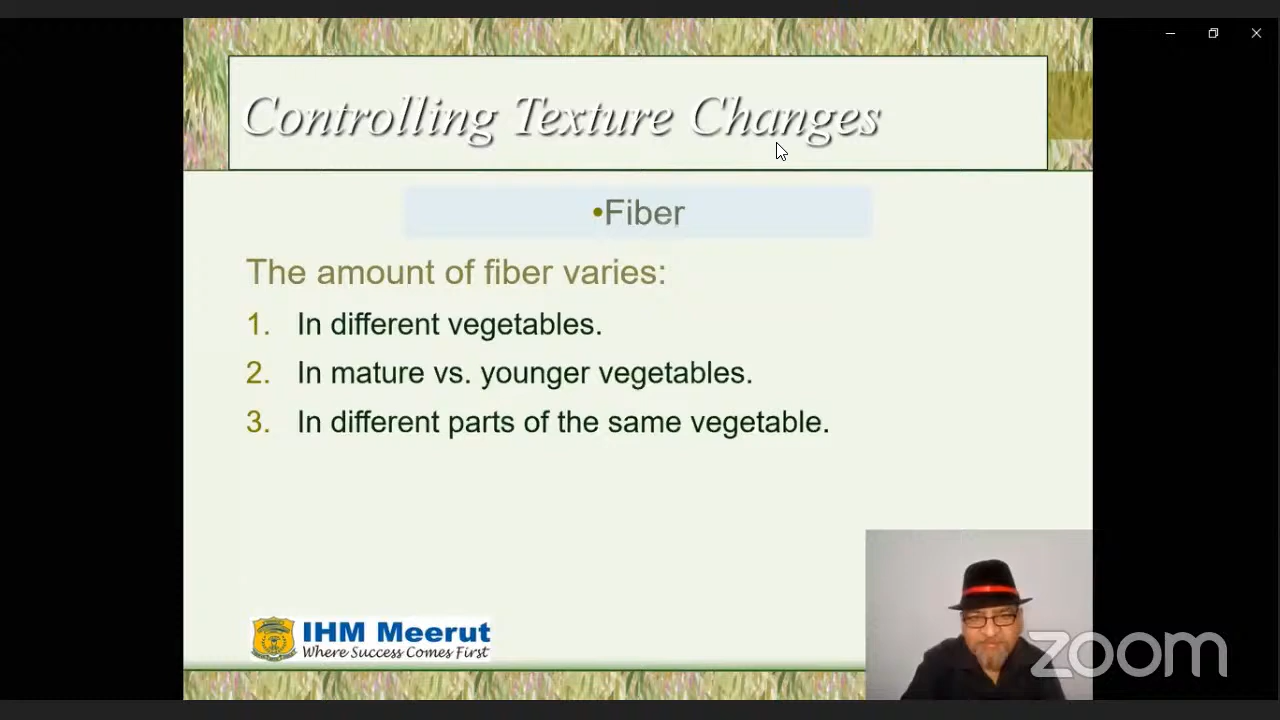 Controlling Texture Changes
•Fiber
The amount of fiber varies:
1. In different vegetables.
2. In mature vs. younger vegetables.
3. In different parts of the same vegetable.
IHM Meerut
Where Success Comes First
zoom